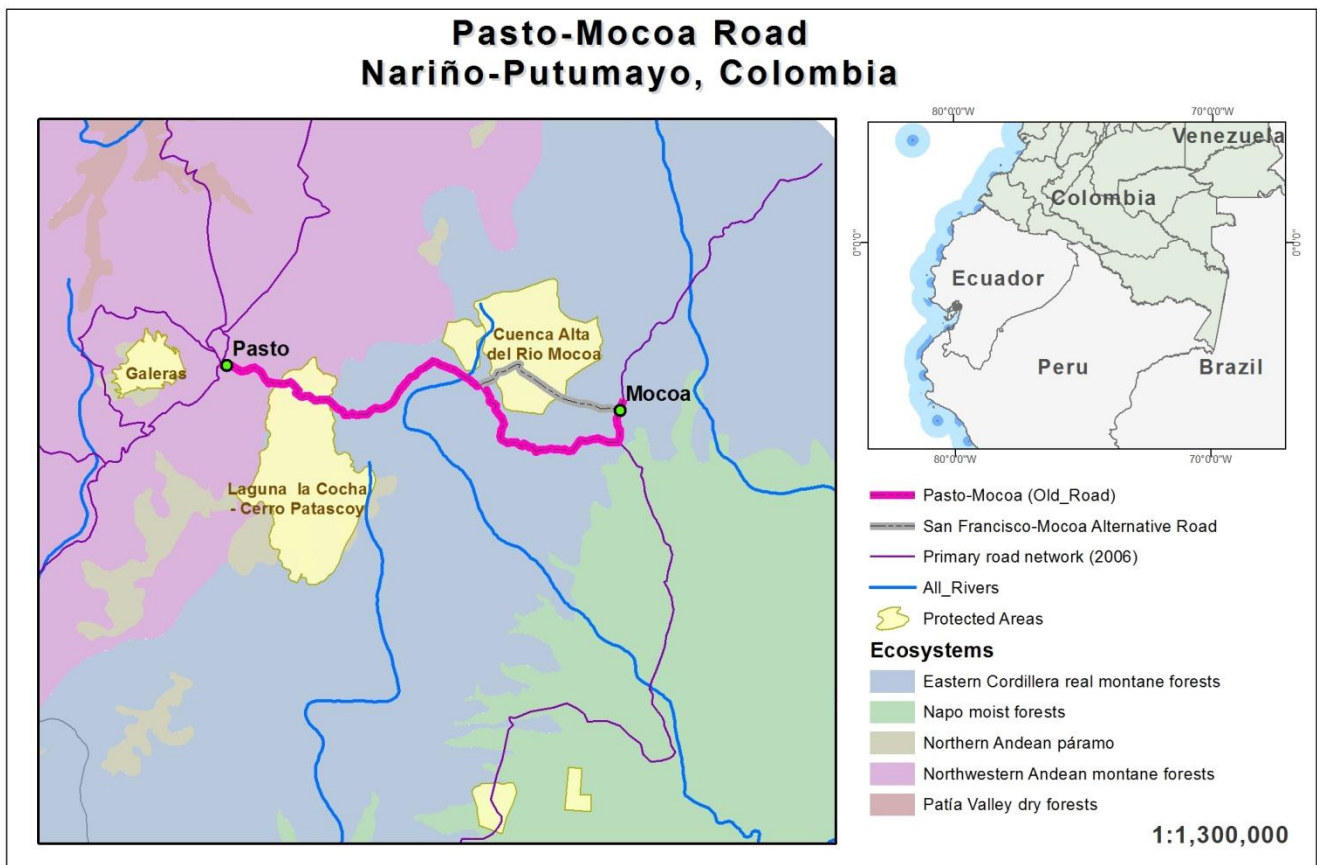 Pasto-Mocoa Road
Nariño-Putumayo, Colombia
80°0'0"W
70°0'0"W
Venezuela
Colombia
0°0'0"
0°0'0"
Ecuador
Peru
Brazil
80°0'0"W
70°0'0"W
Cuenca Alta
del Rio Mocoa
Pasto
Galeras
Mocoa
Laguna la Cocha
- Cerro Patascoy
Pasto-Mocoa (Old_Road)
San Francisco-Mocoa Alternative Road
Primary road network (2006)
All_Rivers
Protected Areas
Ecosystems
Eastern Cordillera real montane forests
Napo moist forests
Northern Andean páramo
Northwestern Andean montane forests
Patía Valley dry forests
1:1,300,000